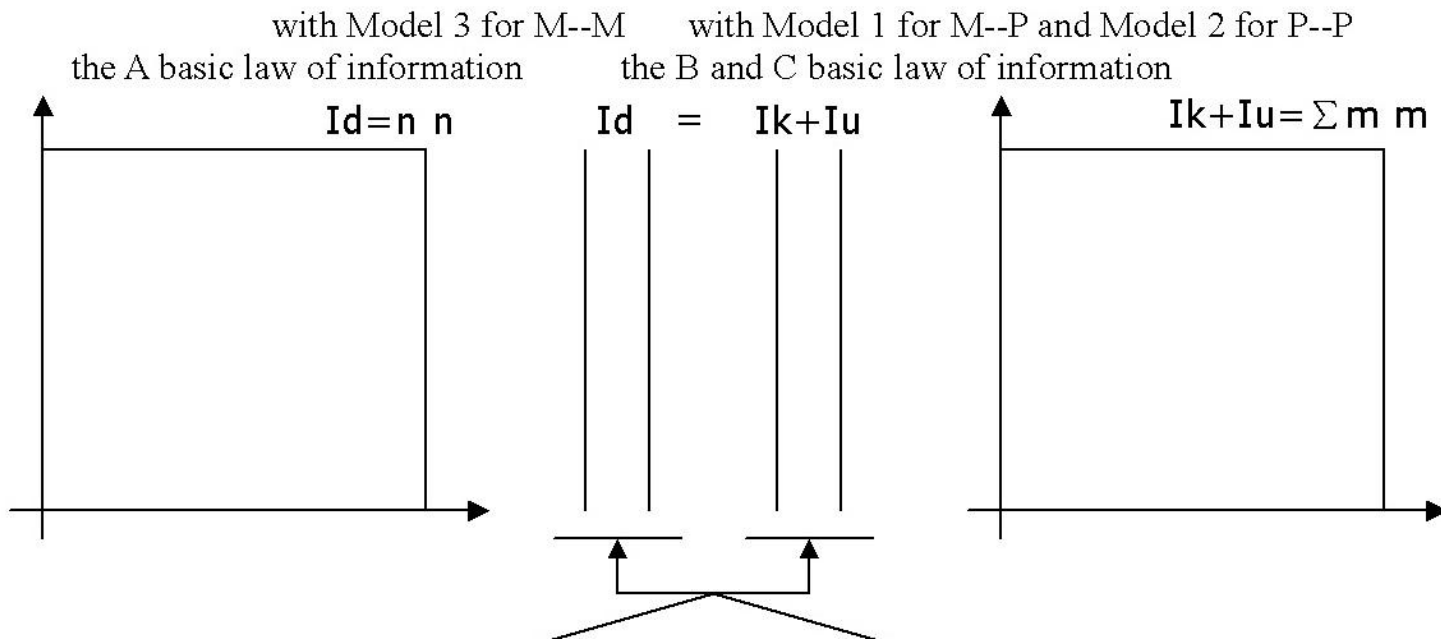 with Model 3 for M--M with Model 1 for M--P and Model 2 for P--P
the A basic law of information the B and C basic law of information
Id=n n Id = Ik+Iu Ik+Iu=∑ m m